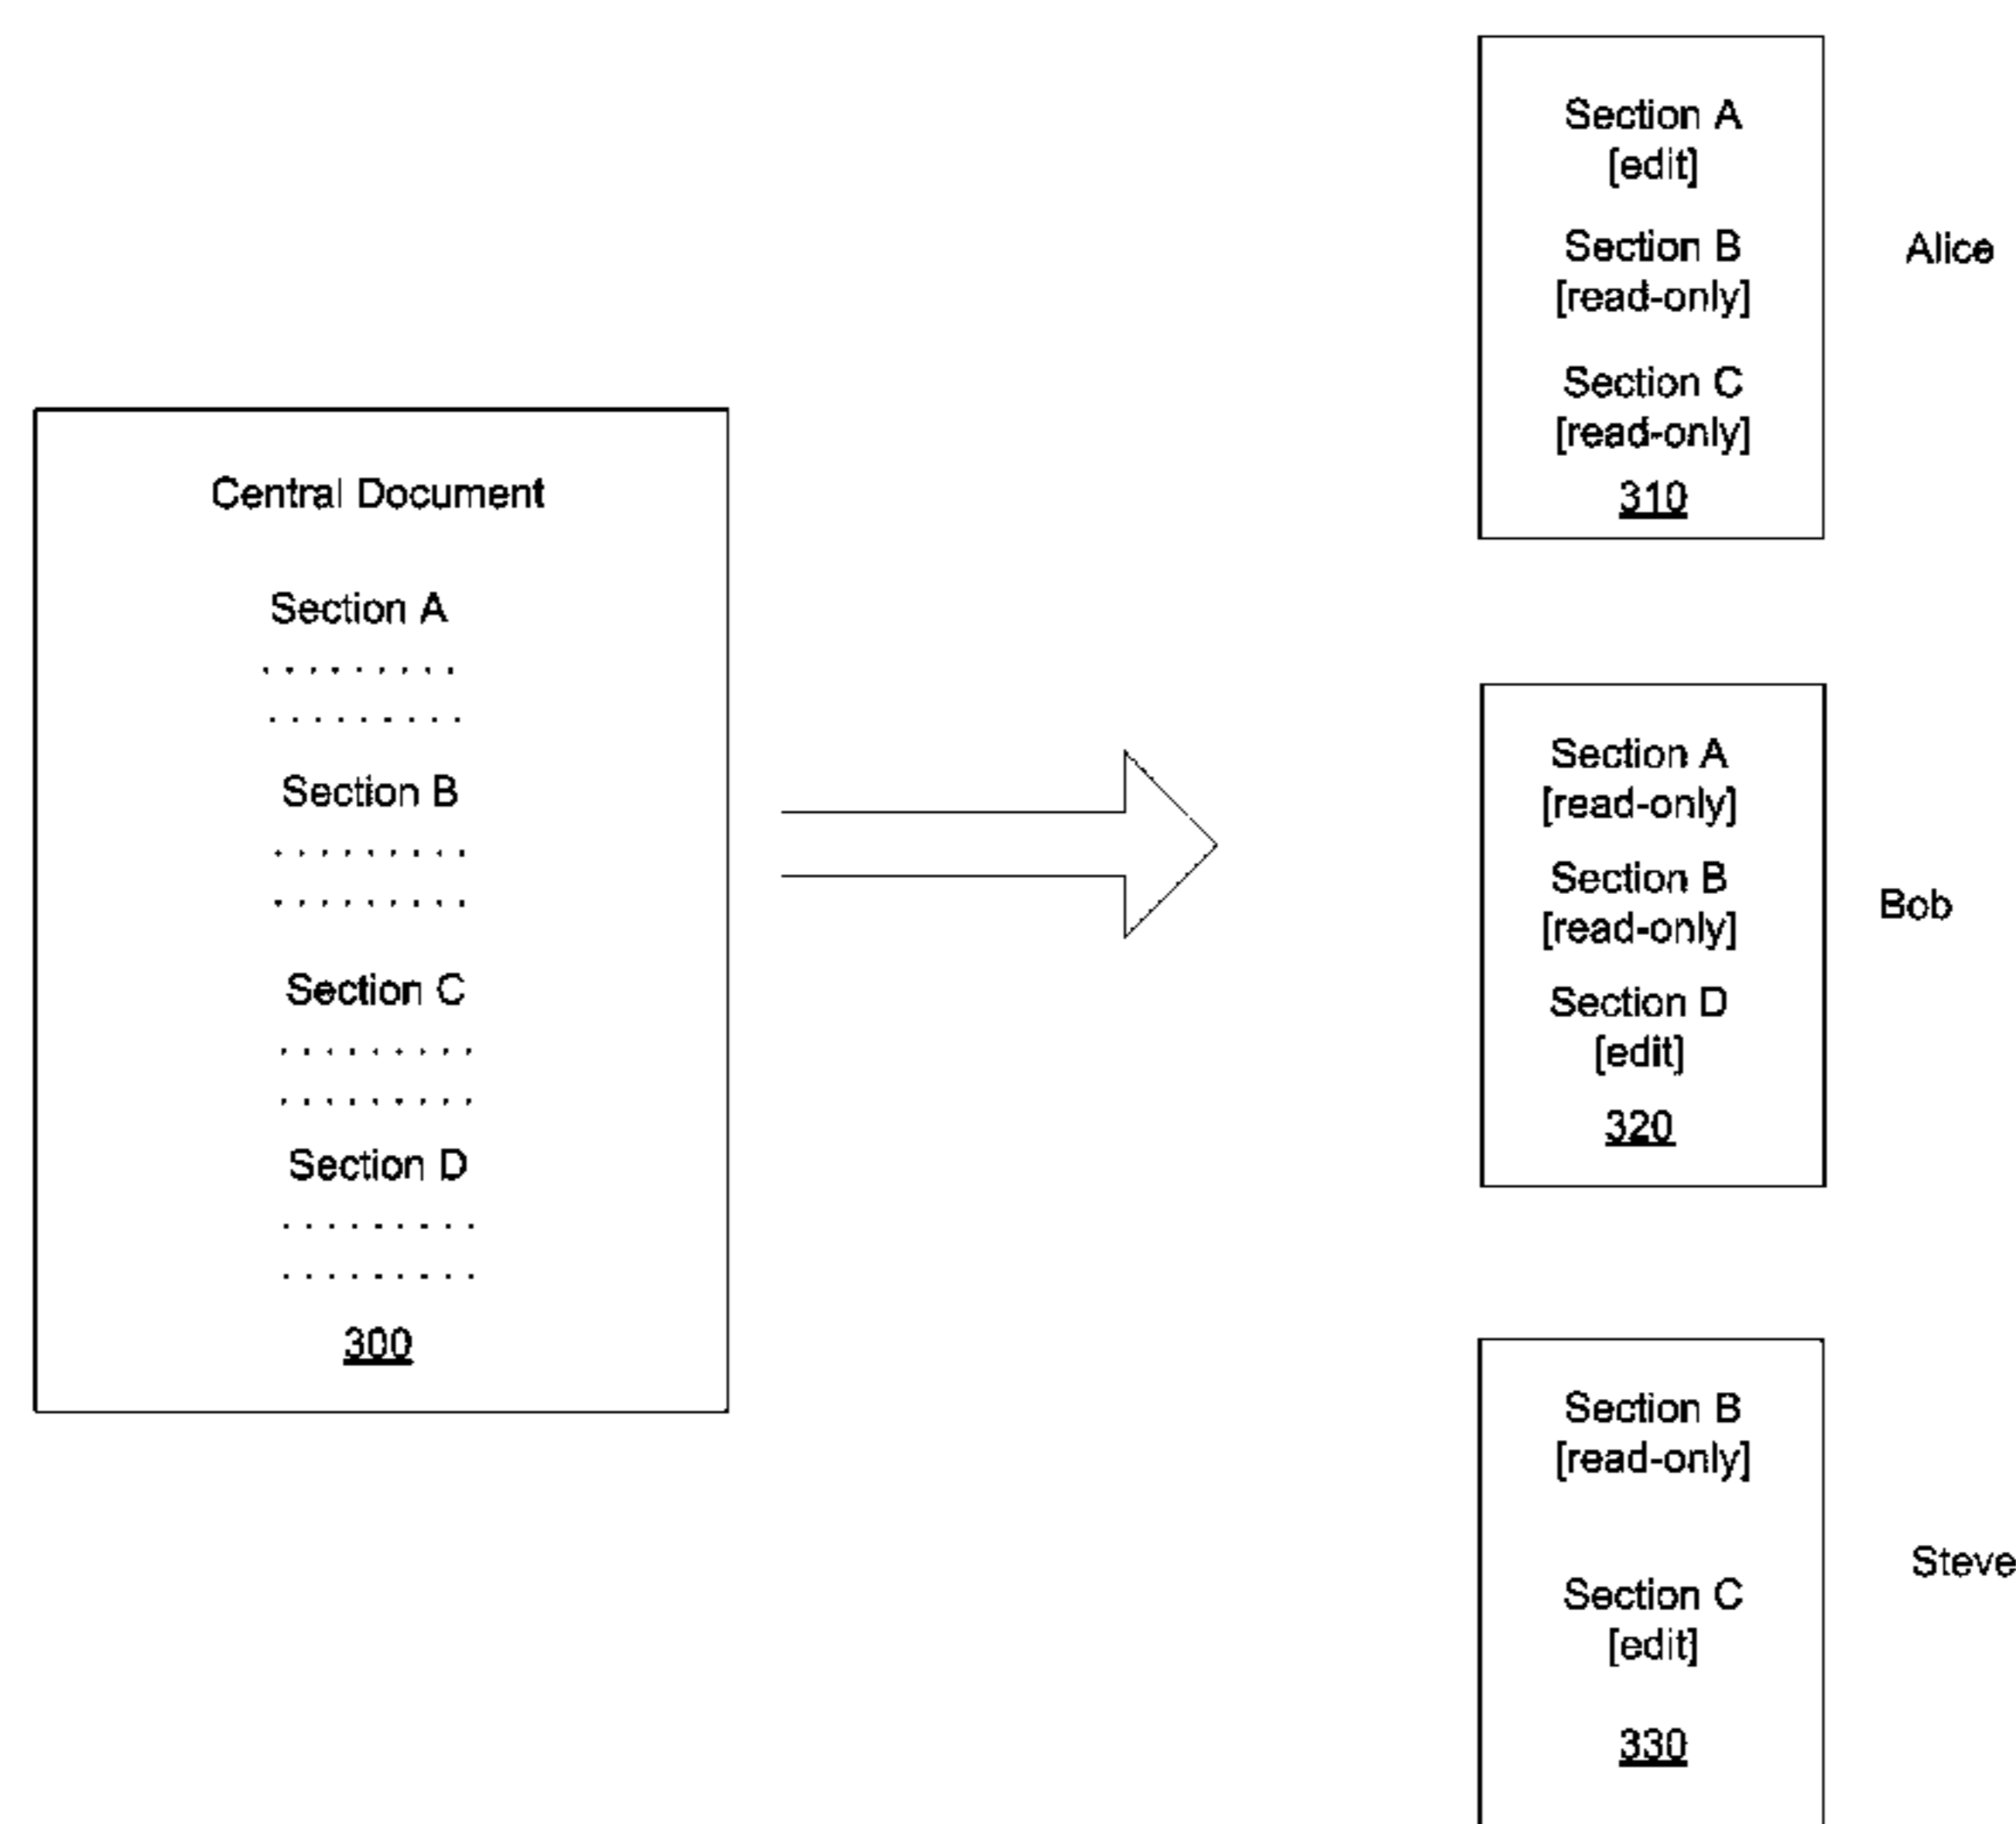 Central Document
Section A
. . . . . . . . .
. . . . . . . . .
Section B
. . . . . . . . .
. . . . . . . . .
Section C
. . . . . . . . .
. . . . . . . . .
Section D
. . . . . . . . .
. . . . . . . . .
300
Section A
[edit]
Section B
[read-only]
Section C
[read-only]
310
Alice
Section A
[read-only]
Section B
[read-only]
Section D
[edit]
320
Bob
Section B
[read-only]
Section C
[edit]
330
Steve